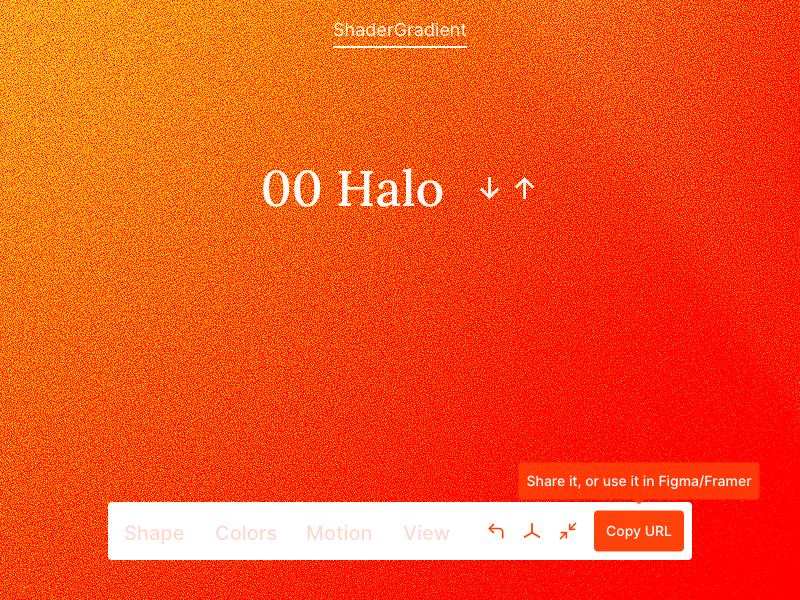 ShaderGradient
00 Halo
Share it, or use it in Figma/Framer
Shape Colors Motion View Copy URL